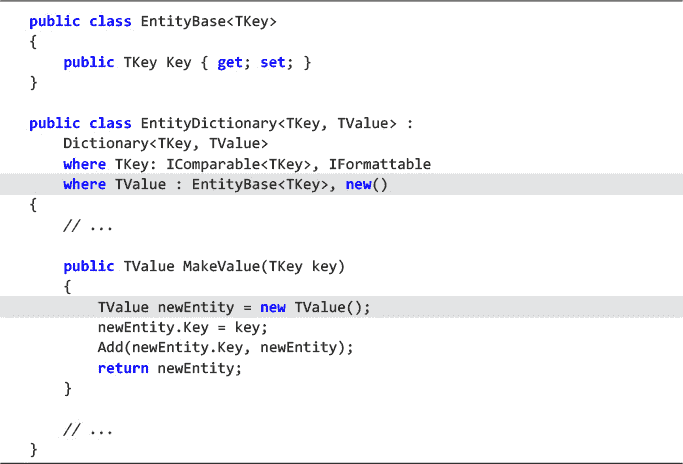 public class EntityBase<TKey>
{
    public TKey Key { get; set; }
}

public class EntityDictionary<TKey, TValue> :
    Dictionary<TKey, TValue>
    where TKey: IComparable<TKey>, IFormattable
    where TValue : EntityBase<TKey>, new()
{
    // ...

    public TValue MakeValue(TKey key)
    {
        TValue newEntity = new TValue();
        newEntity.Key = key;
        Add(newEntity.Key, newEntity);
        return newEntity;
    }

    // ...
}